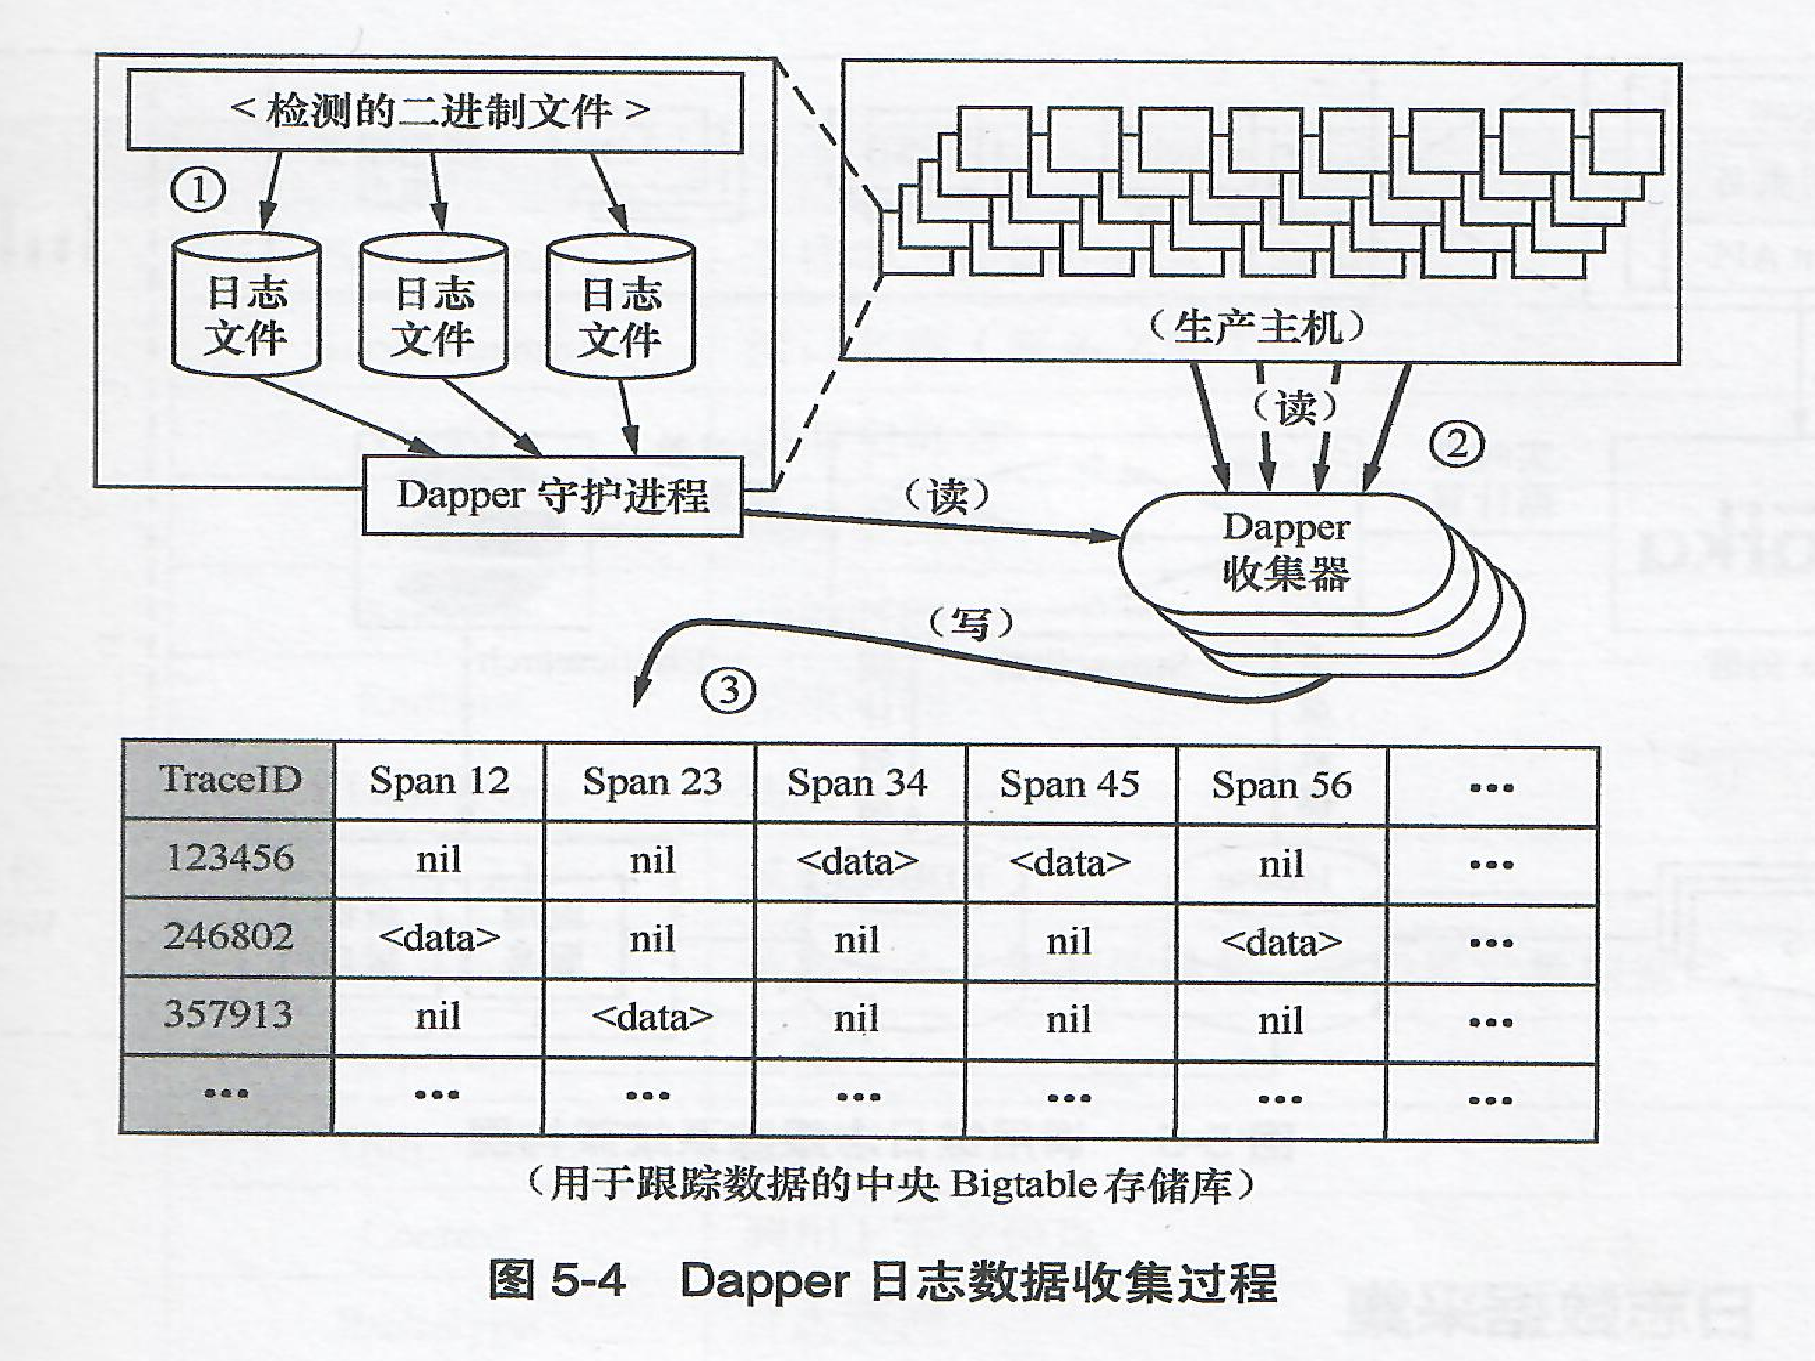 <检测的二进制文件>
①
日志
文件
日志
文件
日志
文件
Dapper 守护进程
（生产主机）
（读）
②
（读）
Dapper
收集器
（写）
③
TraceID Span 12 Span 23 Span 34 Span 45 Span 56 •••
123456 nil nil <data> <data> nil •••
246802 <data> nil nil nil <data> •••
357913 nil <data> nil nil nil •••
••• ••• ••• ••• ••• ••• •••
（用于跟踪数据的中央 Bigtable 存储库）
图 5-4 Dapper 日志数据收集过程